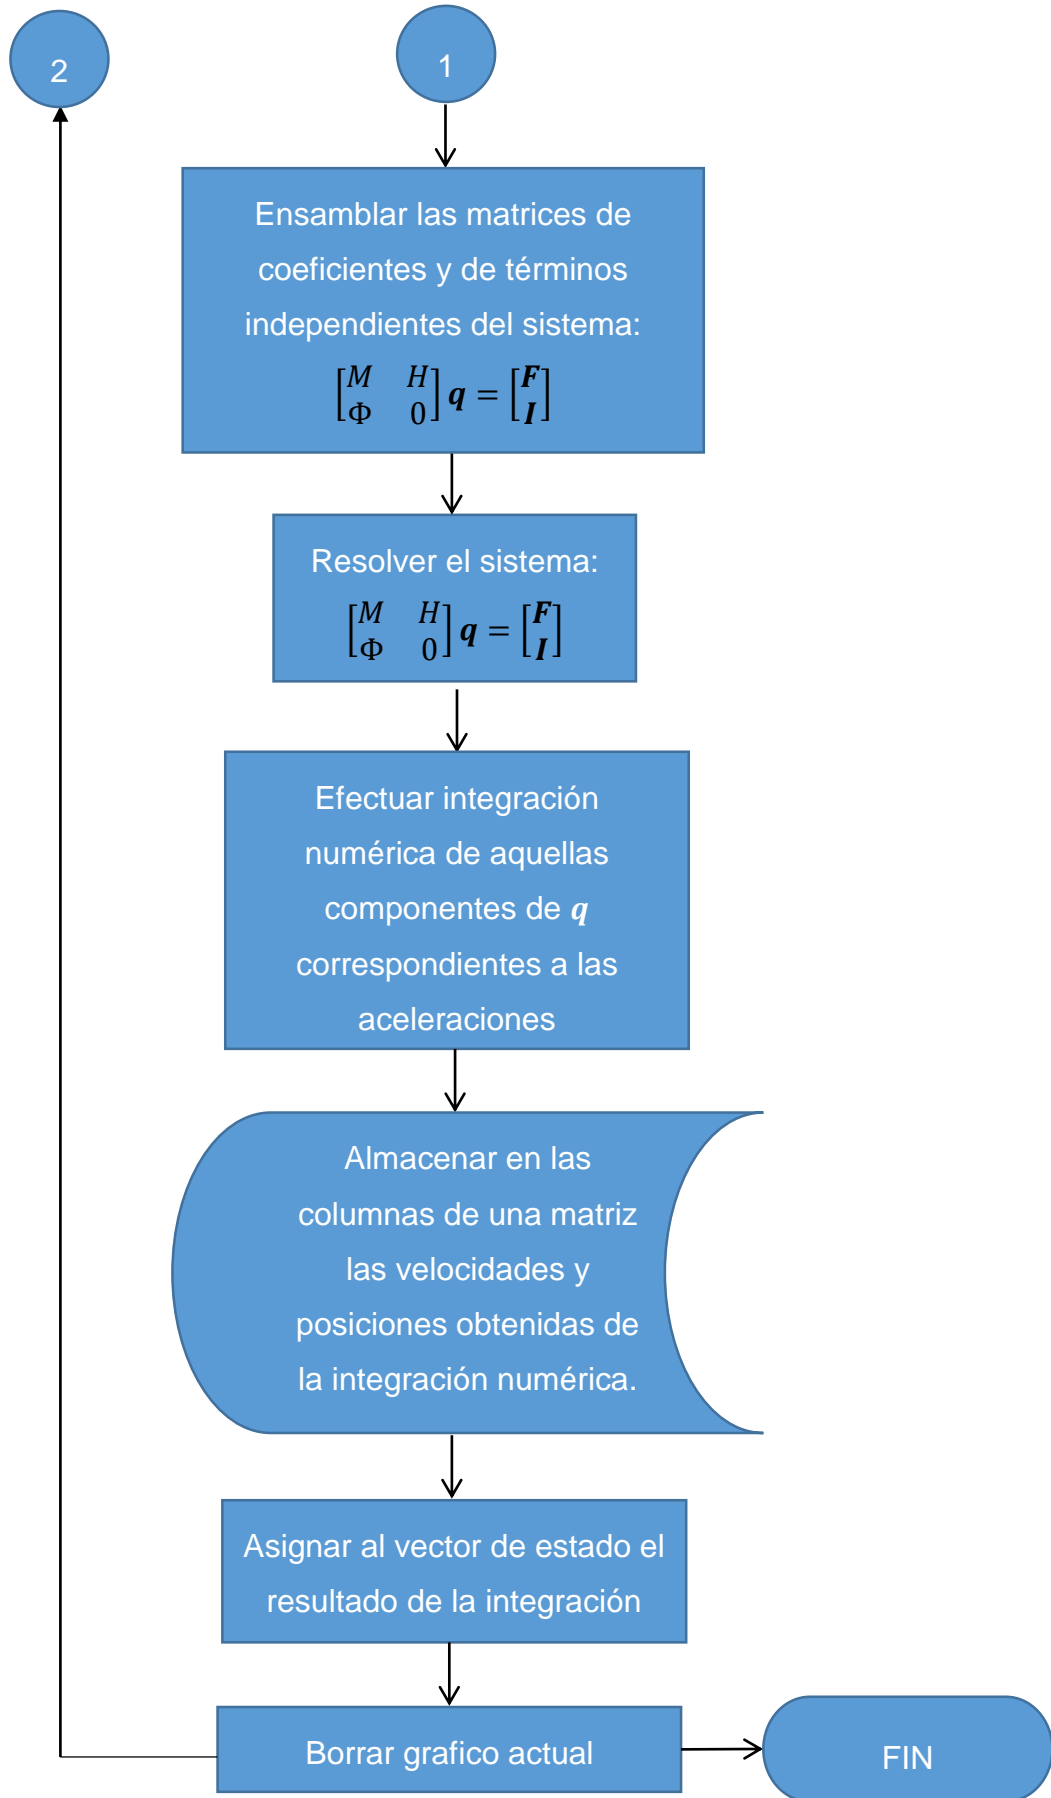 2
1
Ensamblar las matrices de
coeficientes y de términos
independientes del sistema:
[M H; Φ 0] q = [F; I]
Resolver el sistema:
[M H; Φ 0] q = [F; I]
Efectuar integración
numérica de aquellas
componentes de q
correspondientes a las
aceleraciones
Almacenar en las
columnas de una matriz
las velocidades y
posiciones obtenidas de
la integración numérica.
Asignar al vector de estado el
resultado de la integración
Borrar grafico actual
FIN